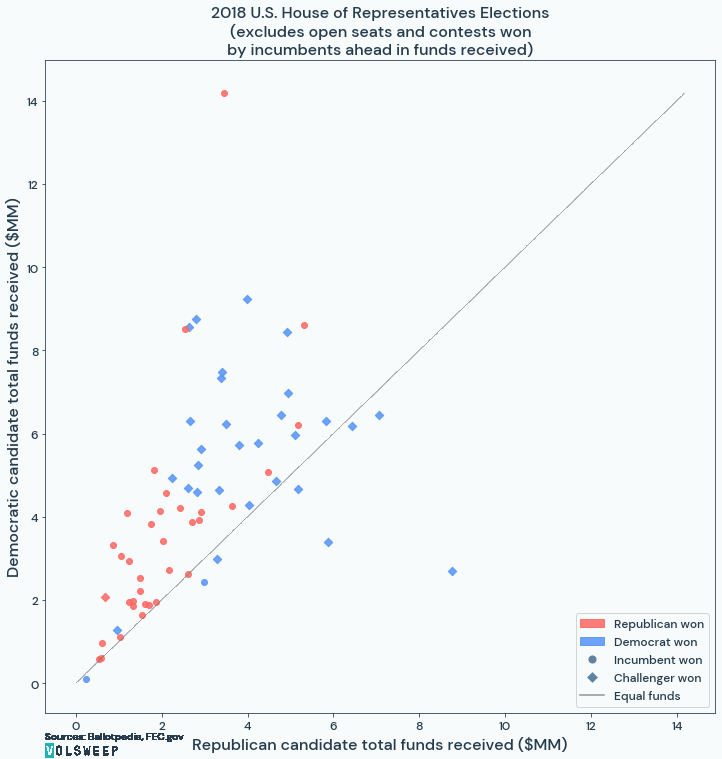 2018 U.S. House of Representatives Elections
(excludes open seats and contests won
by incumbents ahead in funds received)
Democratic candidate total funds received ($MM)
14
12
10
8
6
4
2
0
0
2
4
6
8
10
12
14
Republican won
Democrat won
Incumbent won
Challenger won
Equal funds
Republican candidate total funds received ($MM)
Sources: Ballotpedia, FEC.gov
VOLSWEEP